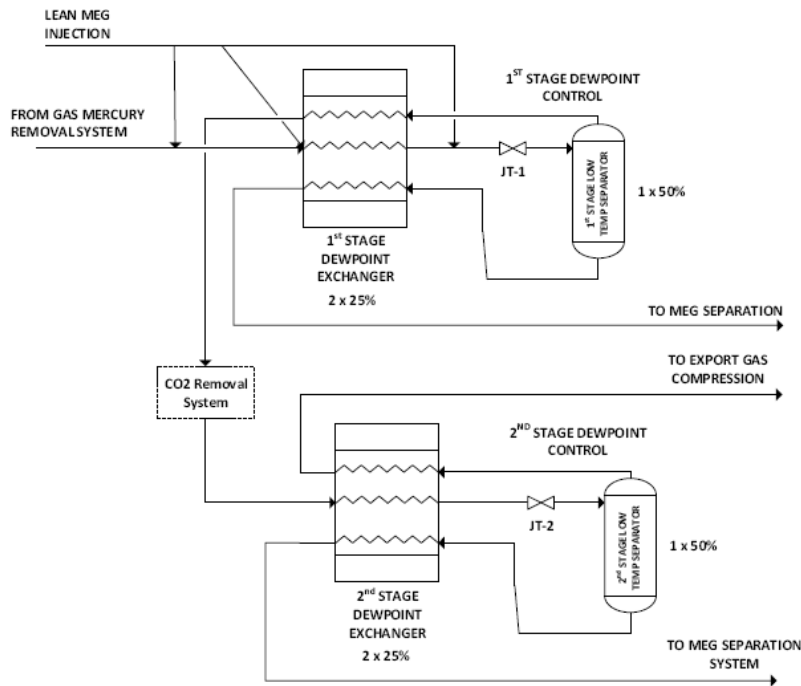 LEAN MEG
INJECTION
1ST STAGE DEWPOINT
CONTROL
FROM GAS MERCURY
REMOVAL SYSTEM
JT-1
1ST STAGE LOW
TEMP SEPARATOR
1 x 50%
1st STAGE
DEWPOINT
EXCHANGER
2 x 25%
TO MEG SEPARATION
TO EXPORT GAS
COMPRESSION
CO2 Removal
System
2ND STAGE DEWPOINT
CONTROL
JT-2
2nd STAGE LOW
TEMP SEPARATOR
1 x 50%
2nd STAGE
DEWPOINT
EXCHANGER
2 x 25%
TO MEG SEPARATION
SYSTEM